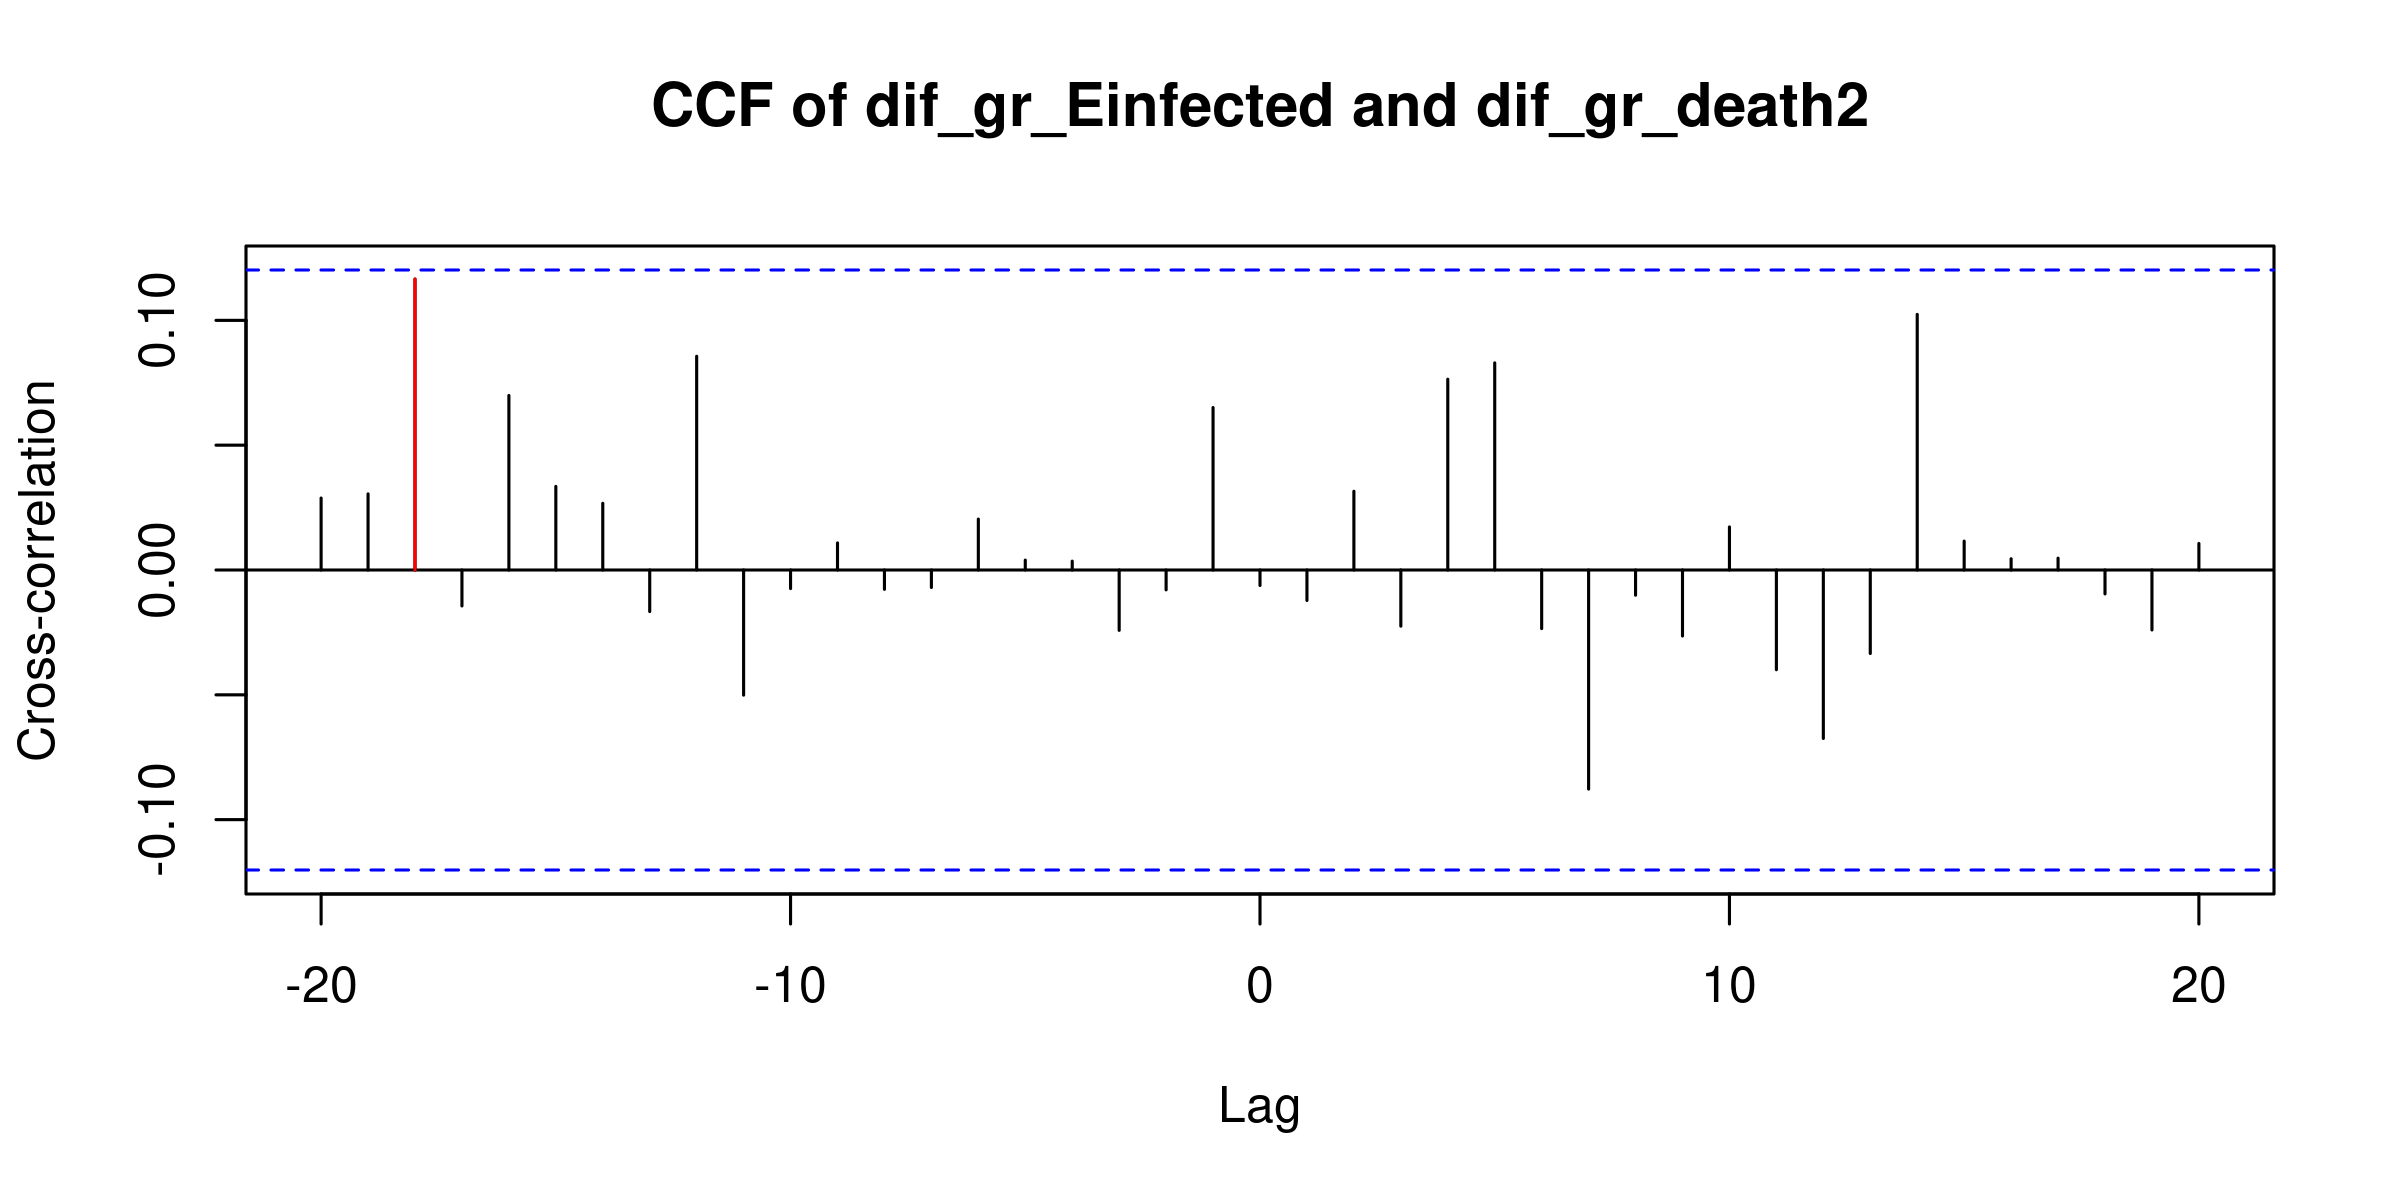 CCF of dif_gr_Einfected and dif_gr_death2
Cross-correlation
0.10
0.00
-0.10
-20 -10 0 10 20
Lag